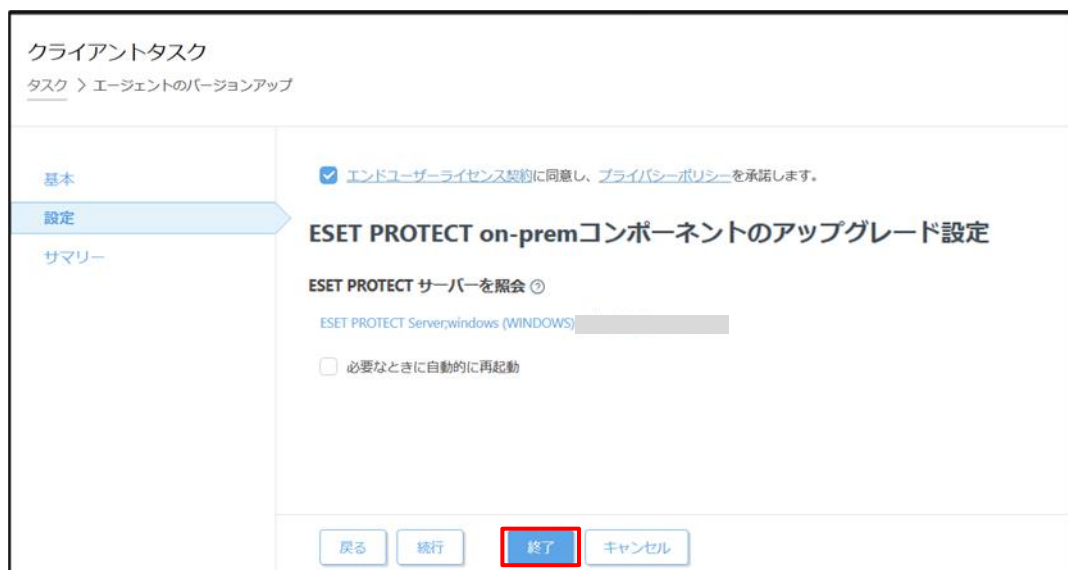 クライアントタスク
タスク > エージェントのバージョンアップ
基本
設定
サマリー
エンドユーザーライセンス契約に同意し、プライバシーポリシーを承諾します。
ESET PROTECT on-premコンポーネントのアップグレード設定
ESET PROTECT サーバーを照会 ?
ESET PROTECT Server;windows (WINDOWS)
必要なときに自動的に再起動
戻る 続行 終了 キャンセル